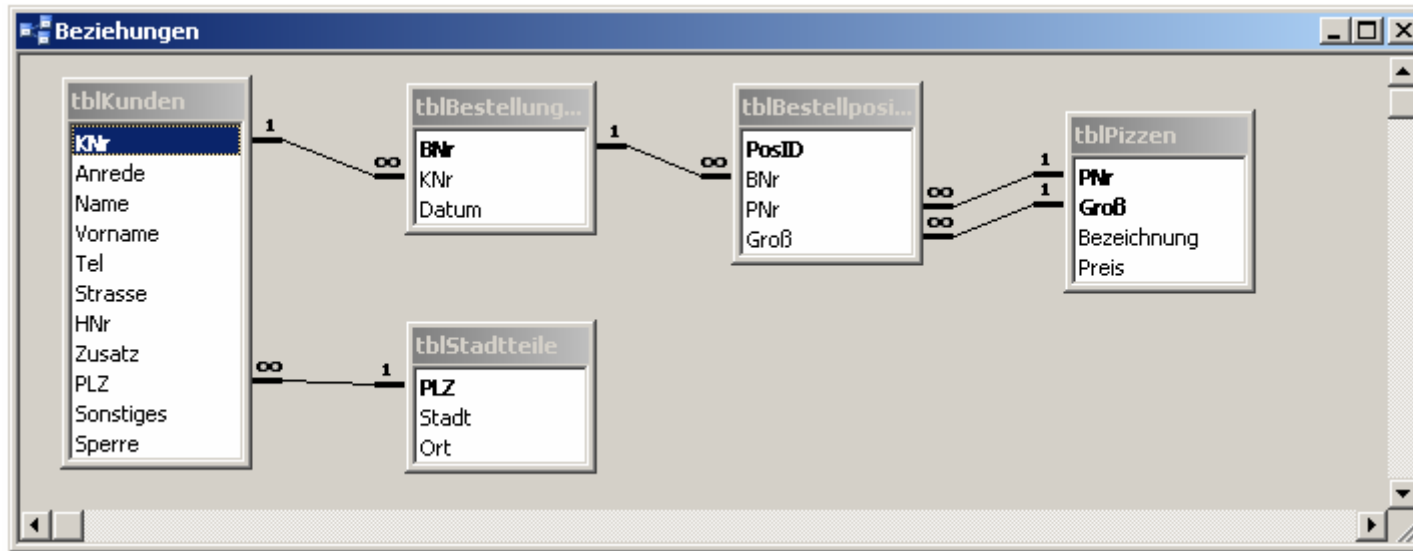 Beziehungen
tblKunden
KNr
Anrede
Name
Vorname
Tel
Strasse
HNr
Zusatz
PLZ
Sonstiges
Sperre
1
∞
tblBestellung...
BNr
KNr
Datum
1
∞
tblBestellposi...
PosID
BNr
PNr
Groß
∞
1
∞
1
tblPizzen
PNr
Groß
Bezeichnung
Preis
∞
1
tblStadtteile
PLZ
Stadt
Ort